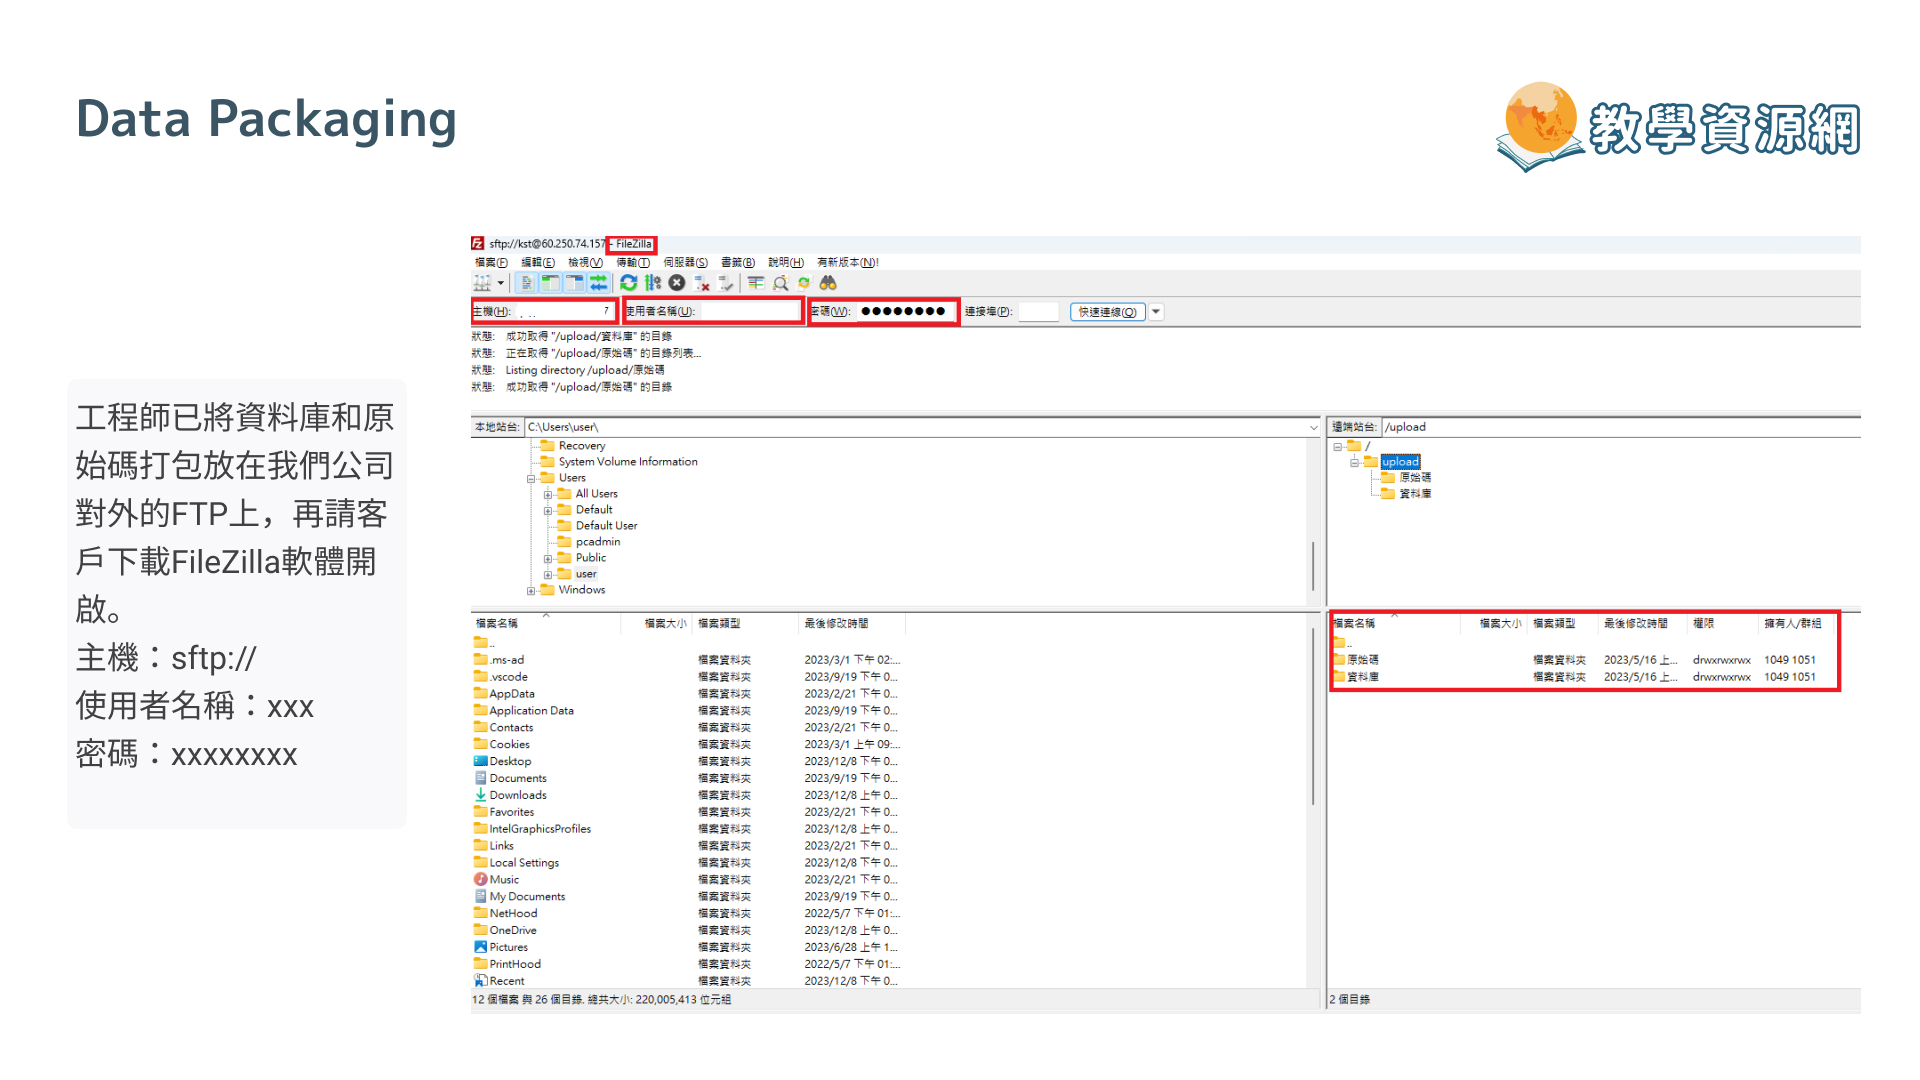 Data Packaging
教學資源網
工程師已將資料庫和原
始碼打包放在我們公司
對外的FTP上，再請客
戶下載FileZilla軟體開
啟。
主機：sftp://
使用者名稱：xxx
密碼：xxxxxxxx
sftp://kst@60.250.74.157 - FileZilla
檔案(F) 編輯(E) 檢視(V) 傳輸(T) 伺服器(S) 書籤(B) 說明(H) 有新版本(N)!
主機(H): 使用者名稱(U): 密碼(W): ●●●●●●●● 連接埠(P): 快速連線(Q)
狀態: 成功取得 "/upload/資料庫" 的目錄
狀態: 正在取得 "/upload/原始碼" 的目錄列表...
狀態: Listing directory /upload/原始碼
狀態: 成功取得 "/upload/原始碼" 的目錄
本地站台: C:\Users\user\
Recovery
System Volume Information
Users
All Users
Default
Default User
pcadmin
Public
user
Windows
遠端站台: /upload
/
upload
原始碼
資料庫
檔案名稱 檔案大小 檔案類型 最後修改時間
..
.ms-ad 檔案資料夾 2023/3/1 下午 02:...
.vscode 檔案資料夾 2023/9/19 下午 0...
AppData 檔案資料夾 2023/2/21 下午 0...
Application Data 檔案資料夾 2023/9/19 下午 0...
Contacts 檔案資料夾 2023/2/21 下午 0...
Cookies 檔案資料夾 2023/3/1 上午 09:...
Desktop 檔案資料夾 2023/12/8 下午 0...
Documents 檔案資料夾 2023/9/19 下午 0...
Downloads 檔案資料夾 2023/12/8 上午 0...
Favorites 檔案資料夾 2023/2/21 下午 0...
IntelGraphicsProfiles 檔案資料夾 2023/12/8 上午 0...
Links 檔案資料夾 2023/2/21 下午 0...
Local Settings 檔案資料夾 2023/12/8 下午 0...
Music 檔案資料夾 2023/2/21 下午 0...
My Documents 檔案資料夾 2023/9/19 下午 0...
NetHood 檔案資料夾 2022/5/7 下午 01:...
OneDrive 檔案資料夾 2023/12/8 上午 0...
Pictures 檔案資料夾 2023/6/28 上午 1...
PrintHood 檔案資料夾 2022/5/7 下午 01:...
Recent 檔案資料夾 2023/12/8 下午 0...
12 個檔案 與 26 個目錄. 總共大小: 220,005,413 位元組
檔案名稱 檔案大小 檔案類型 最後修改時間 權限 擁有人/群組
..
原始碼 檔案資料夾 2023/5/16 上... drwxrwxrwx 1049 1051
資料庫 檔案資料夾 2023/5/16 上... drwxrwxrwx 1049 1051
2 個目錄